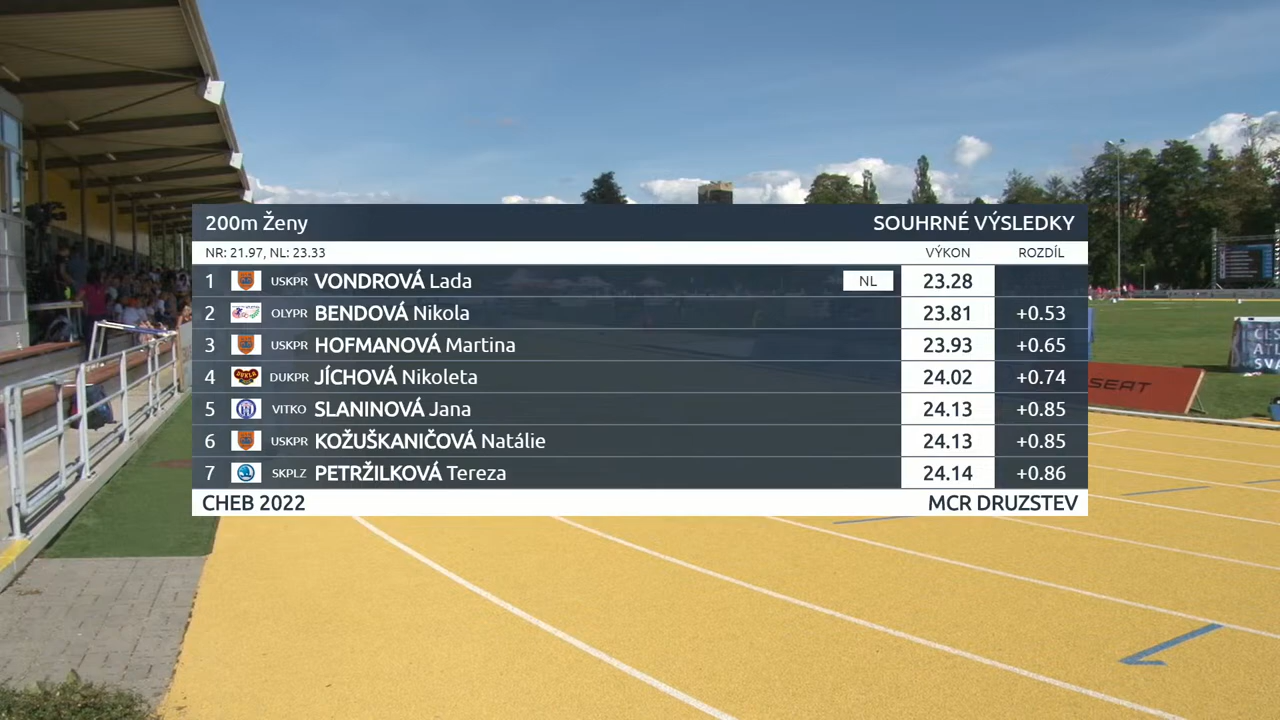 200m Ženy SOUHRNÉ VÝSLEDKY
NR: 21.97, NL: 23.33 VÝKON ROZDÍL
1 USKPR VONDROVÁ Lada NL 23.28
2 OLYPR BENDOVÁ Nikola 23.81 +0.53
3 USKPR HOFMANOVÁ Martina 23.93 +0.65
4 DUKPR JÍCHOVÁ Nikoleta 24.02 +0.74
5 VITKO SLANINOVÁ Jana 24.13 +0.85
6 USKPR KOŽUŠKANIČOVÁ Natálie 24.13 +0.85
7 SKPLZ PETRŽILKOVÁ Tereza 24.14 +0.86
CHEB 2022 MCR DRUZSTEV
SEAT